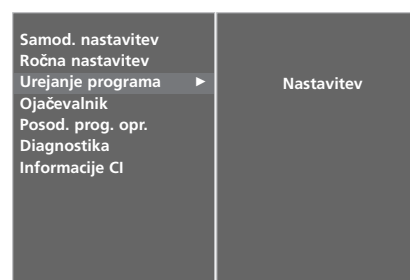 Samod. nastavitev
Ročna nastavitev
Urejanje programa ►
Ojačevalnik
Posod. prog. opr.
Diagnostika
Informacije CI
Nastavitev